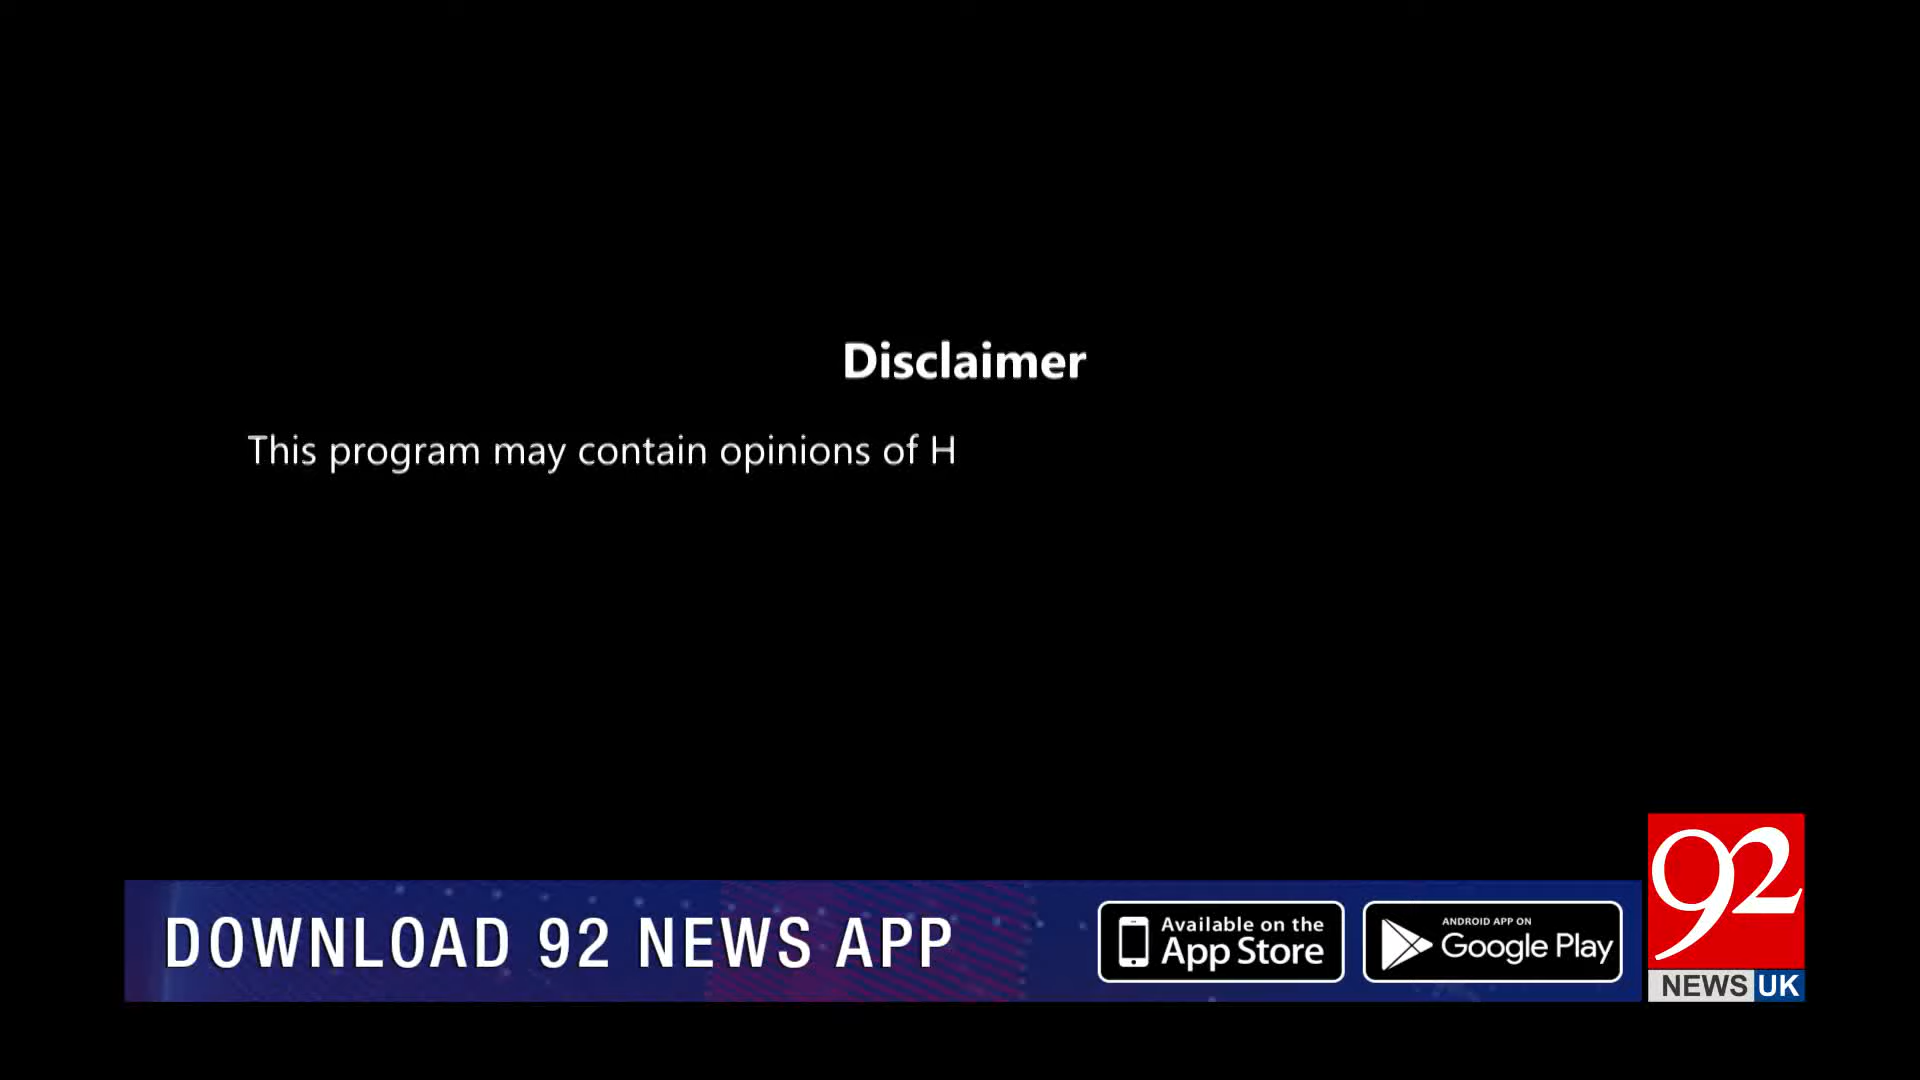 Disclaimer
This program may contain opinions of H
DOWNLOAD 92 NEWS APP
Available on the
App Store
ANDROID APP ON
Google Play
92
NEWS UK